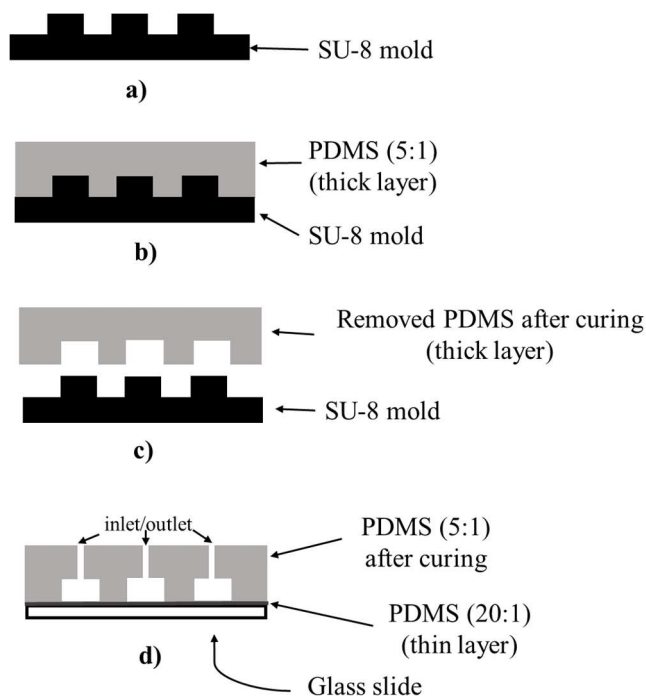 SU-8 mold
a)
PDMS (5:1)
(thick layer)
SU-8 mold
b)
Removed PDMS after curing
(thick layer)
SU-8 mold
c)
inlet/outlet
PDMS (5:1)
after curing
PDMS (20:1)
(thin layer)
d)
Glass slide